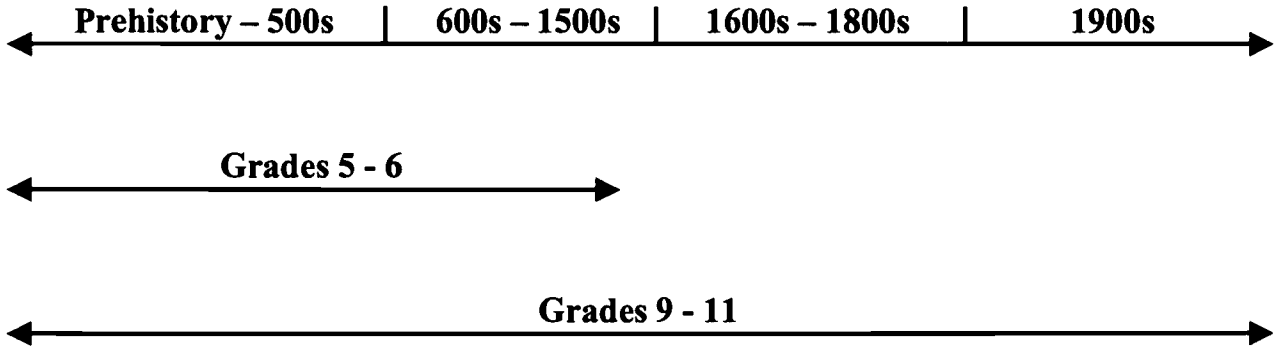 Prehistory – 500s | 600s – 1500s | 1600s – 1800s | 1900s
Grades 5 - 6
Grades 9 - 11